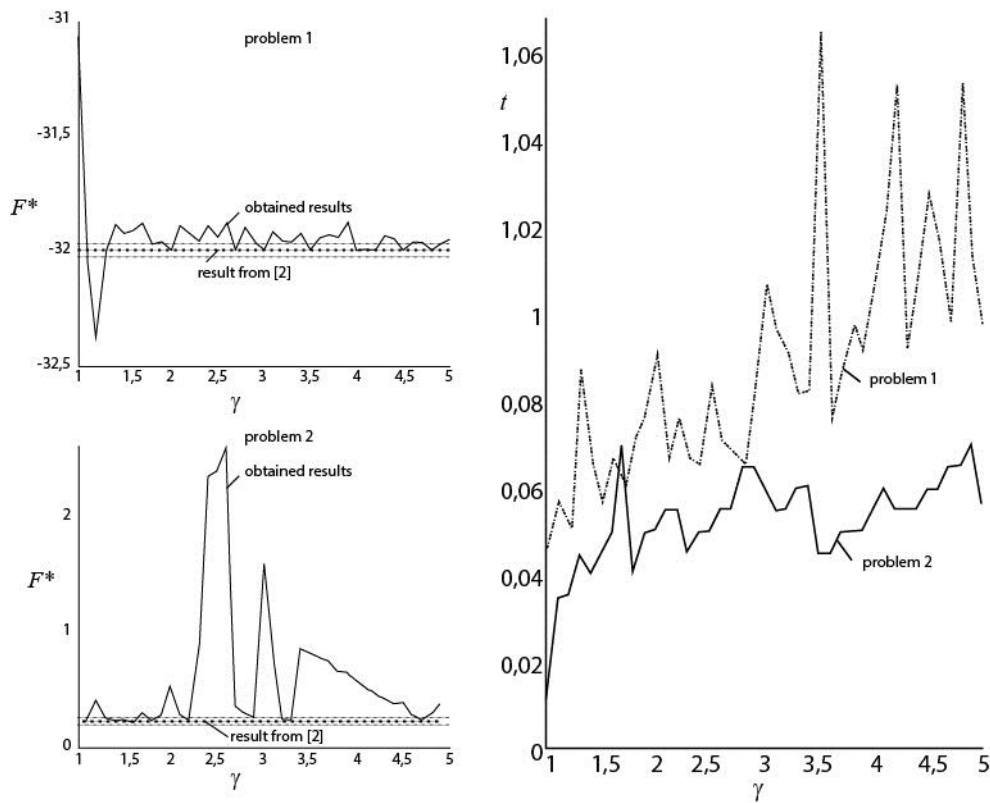 -31
problem 1
-31,5
F*
obtained results
-32
result from [2]
-32,5
1 1,5 2 2,5 3 3,5 4 4,5 5
γ
problem 2
obtained results
2
F*
1
result from [2]
0
1 1,5 2 2,5 3 3,5 4 4,5 5
γ
1,06
t
1,04
1,02
1
problem 1
0,08
0,06
problem 2
0,04
0,02
0
1 1,5 2 2,5 3 3,5 4 4,5 5
γ